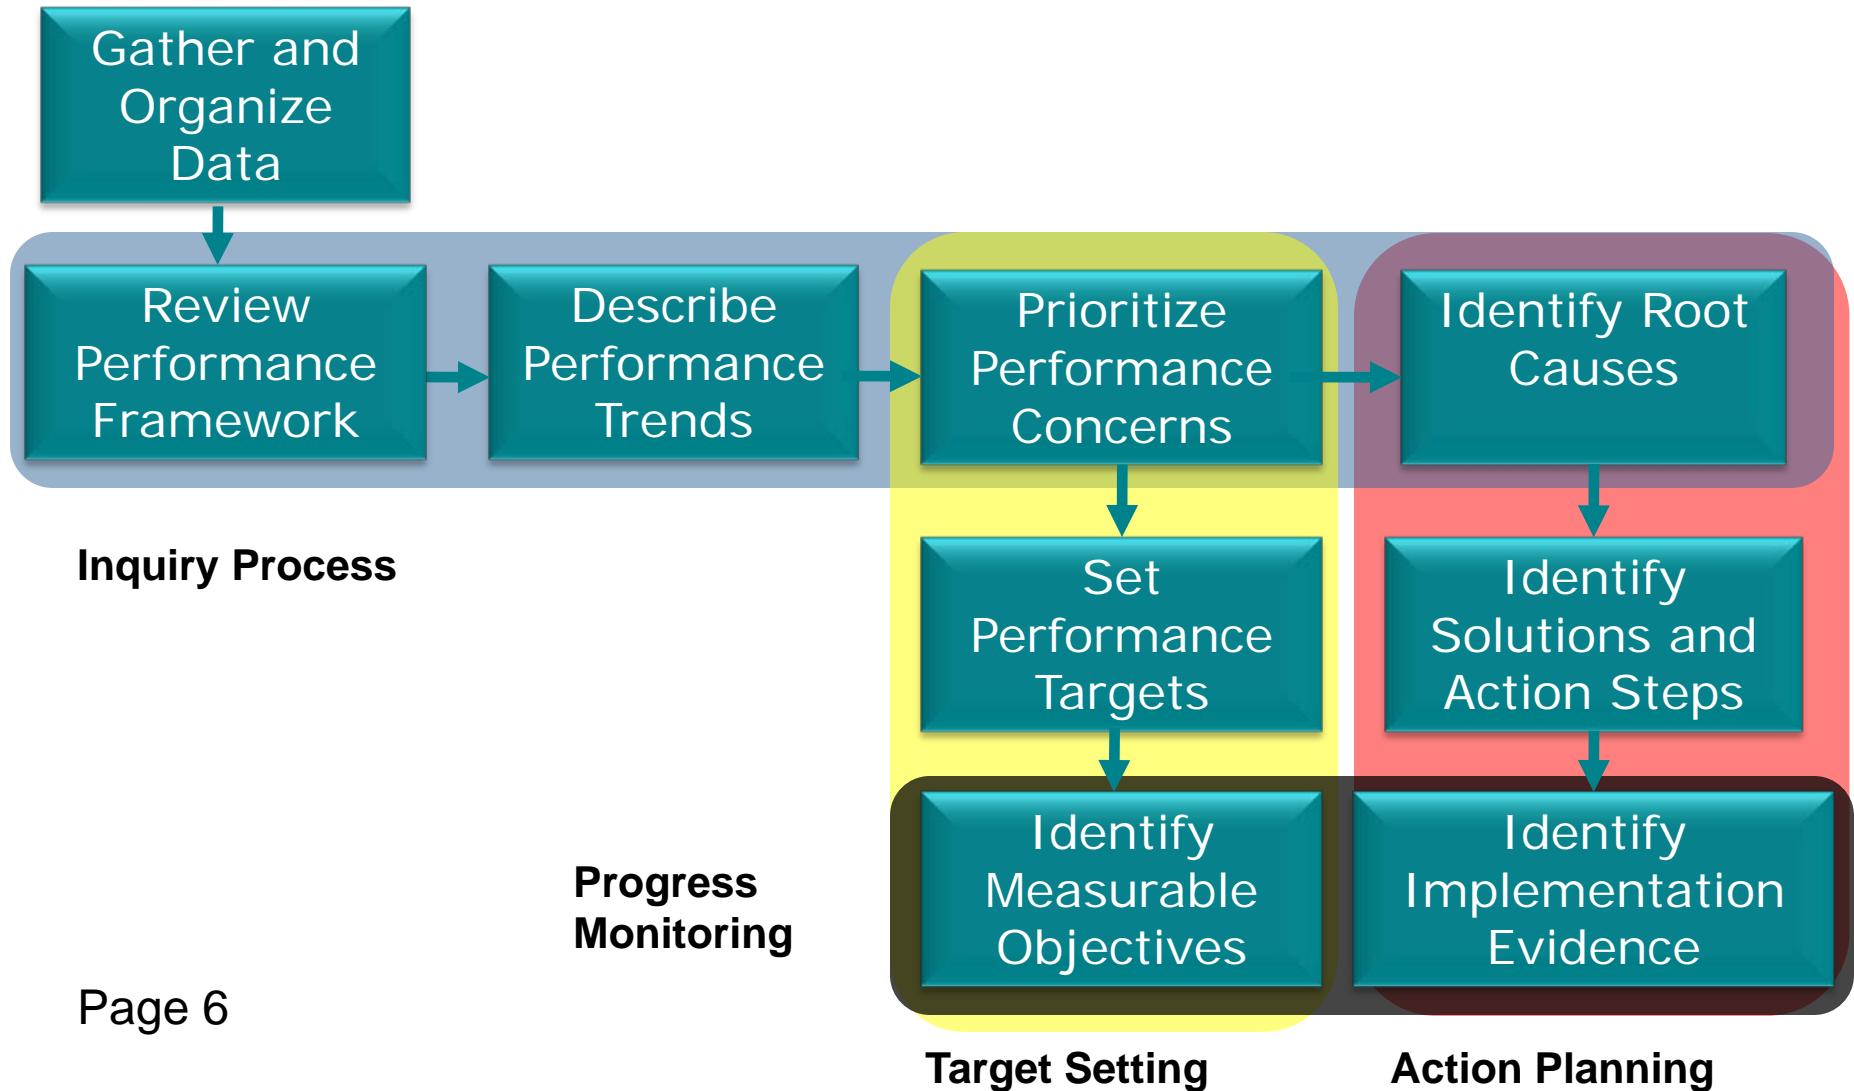 Gather and
Organize
Data
Review
Performance
Framework
Describe
Performance
Trends
Prioritize
Performance
Concerns
Identify Root
Causes
Inquiry Process
Set
Performance
Targets
Identify
Solutions and
Action Steps
Progress
Monitoring
Identify
Measurable
Objectives
Identify
Implementation
Evidence
Page 6
Target Setting
Action Planning